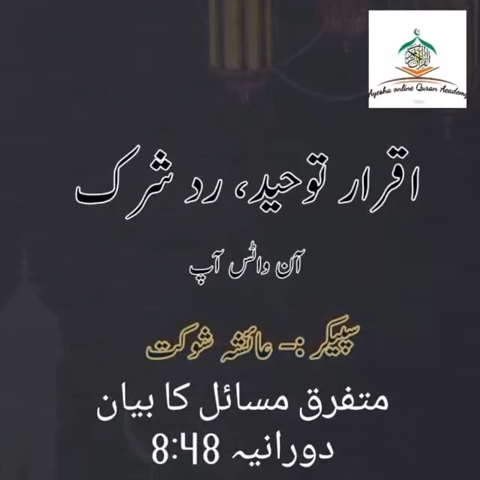 Ayesha online Quran Academy
اقرار توحید، رد شرک
آن واٹس آپ
سپیکر :- عائشہ شوکت
متفرق مسائل کا بیان
دورانیہ 8:48